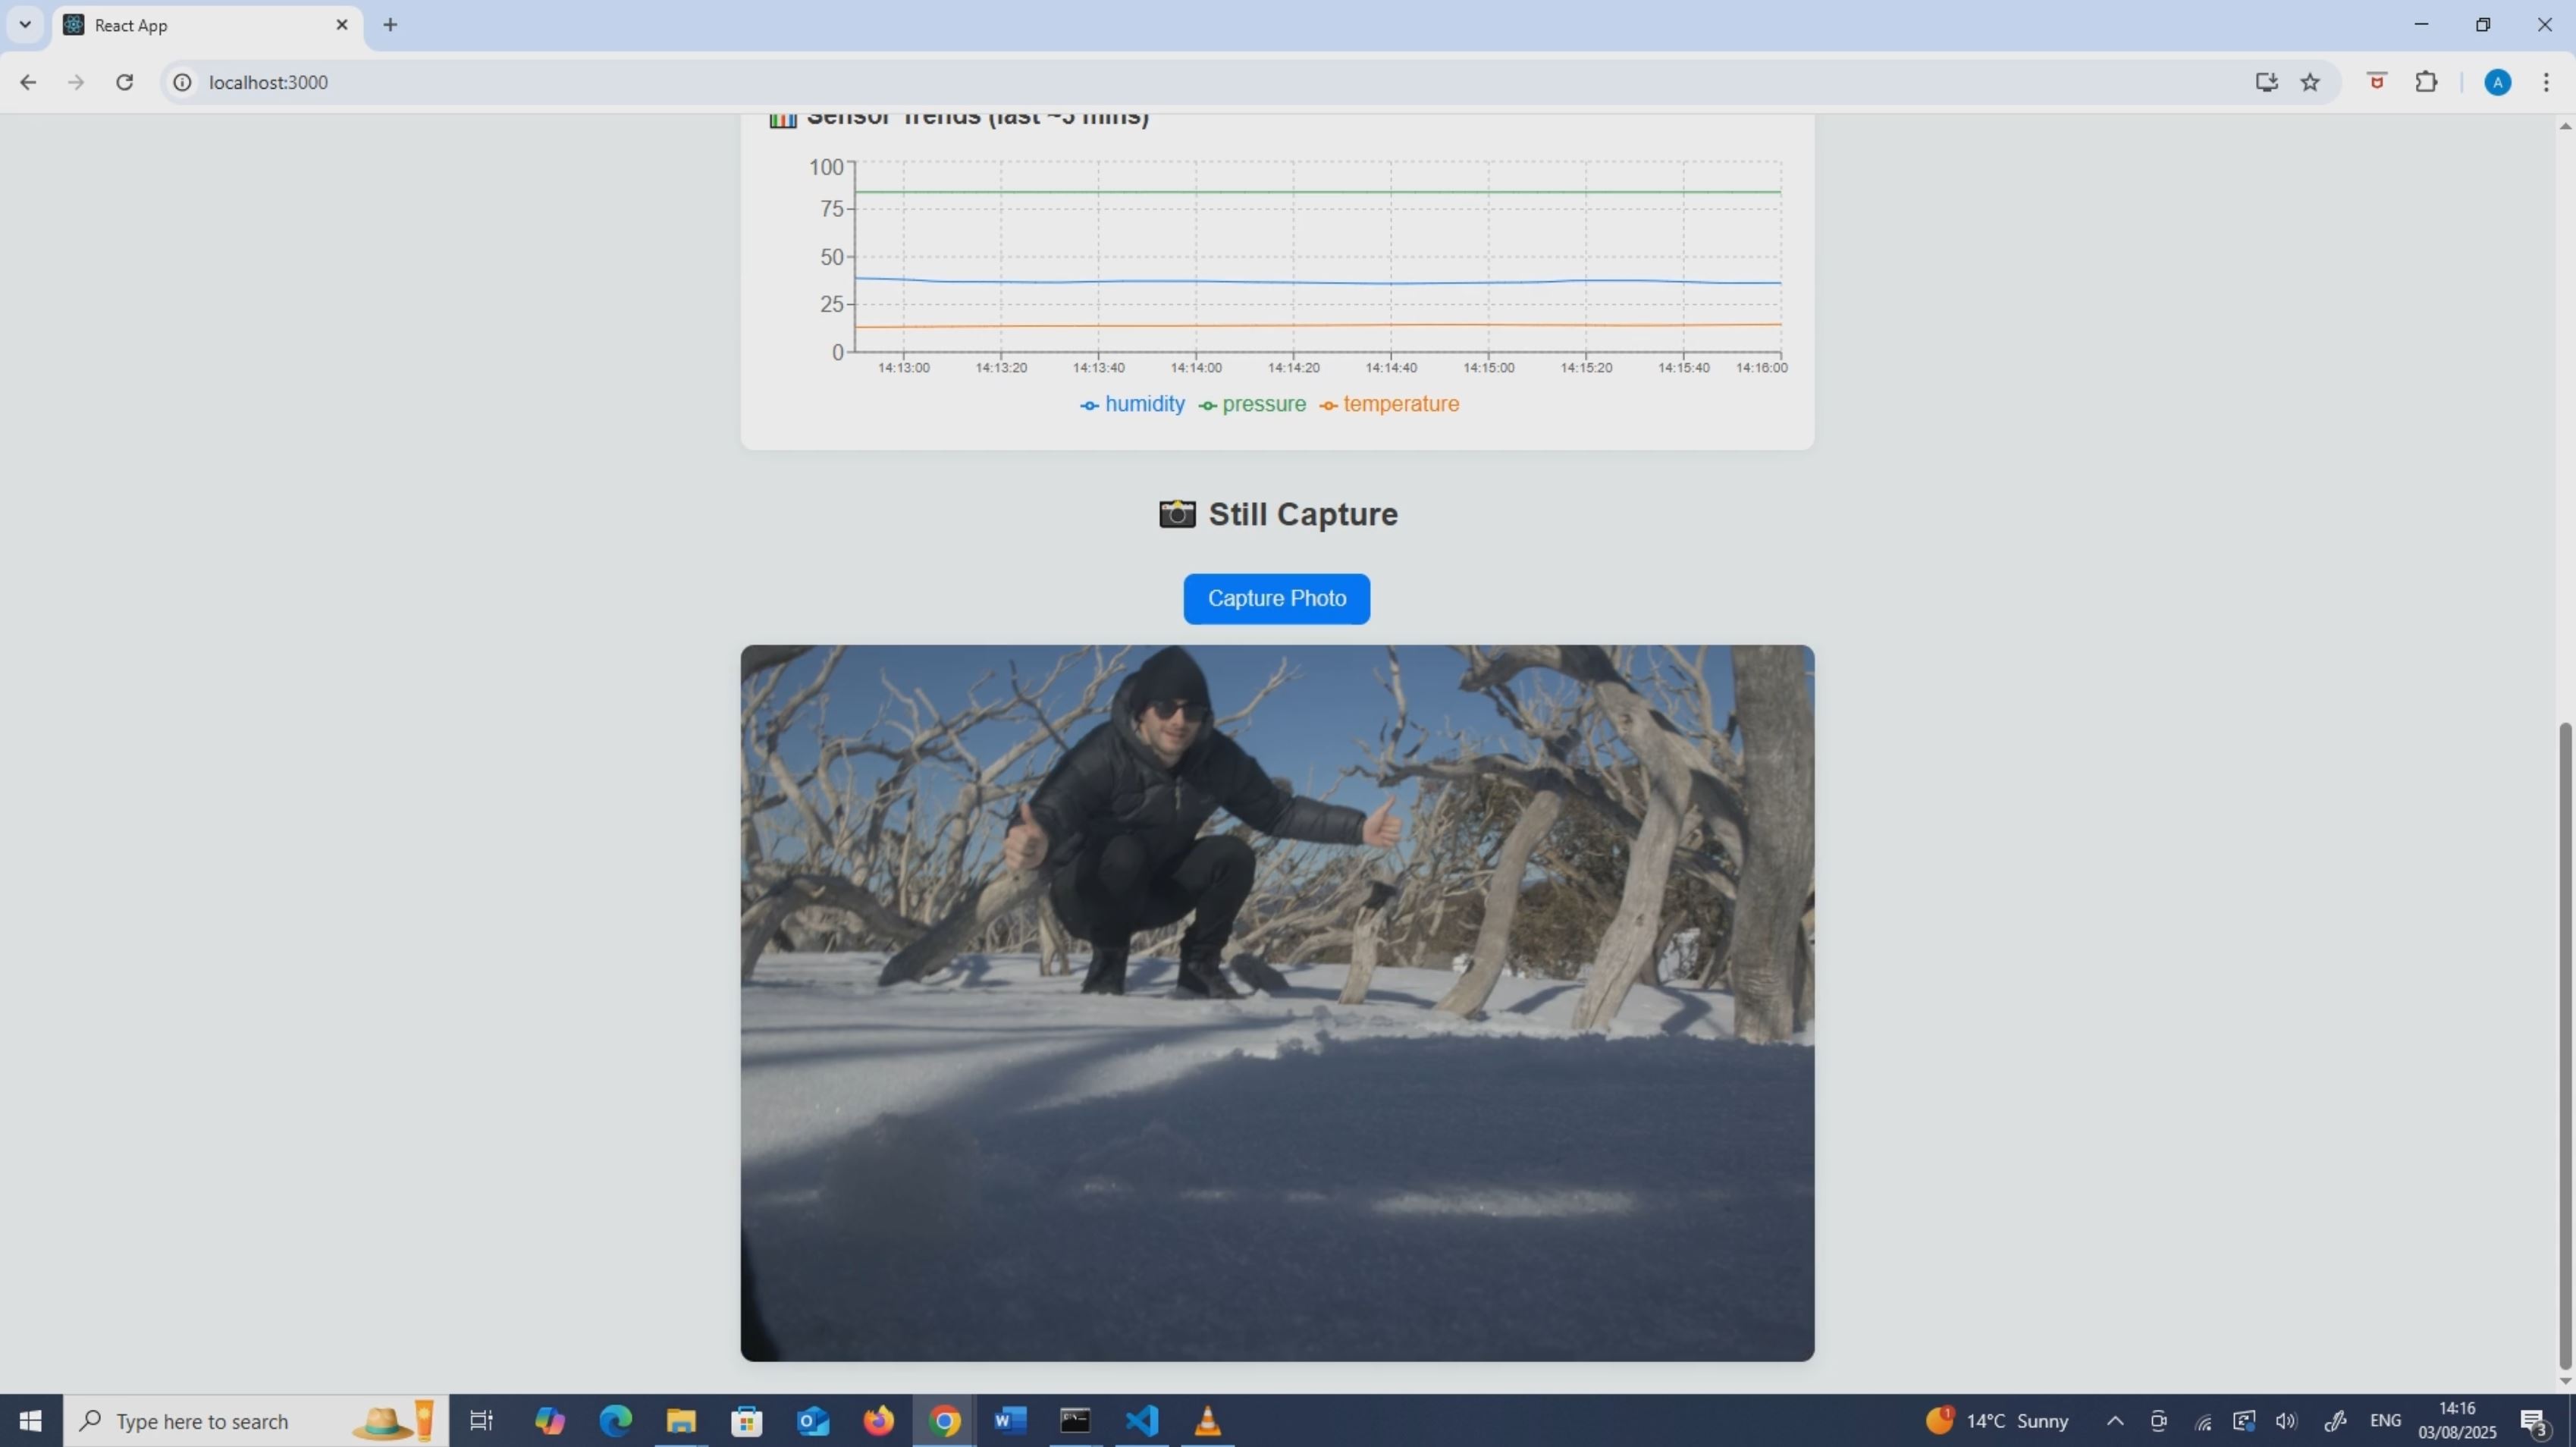 React App
localhost:3000
A
Sensor Trends (last ~5 mins)
100
75
50
25
0
14:13:00 14:13:20 14:13:40 14:14:00 14:14:20 14:14:40 14:15:00 14:15:20 14:15:40 14:16:00
humidity pressure temperature
Still Capture
Capture Photo
Type here to search
1
14°C Sunny
ENG
14:16
03/08/2025
3